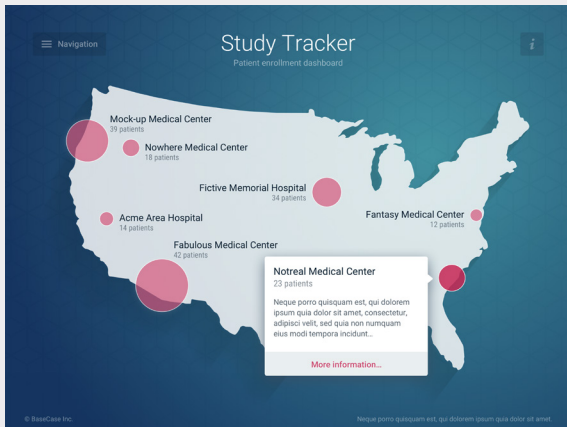 Navigation
Study Tracker
i
Patient enrollment dashboard
Mock-up Medical Center
39 patients
Nowhere Medical Center
18 patients
Fictive Memorial Hospital
34 patients
Acme Area Hospital
14 patients
Fantasy Medical Center
12 patients
Fabulous Medical Center
42 patients
Notreal Medical Center
23 patients
Neque porro quisquam est, qui dolorem
ipsum quia dolor sit amet, consectetur,
adipisci velit, sed quia non numquam
eius modi tempora incidunt...
More information...
© BaseCase Inc.
Neque porro quisquam est, qui dolorem ipsum quia dolor sit amet.